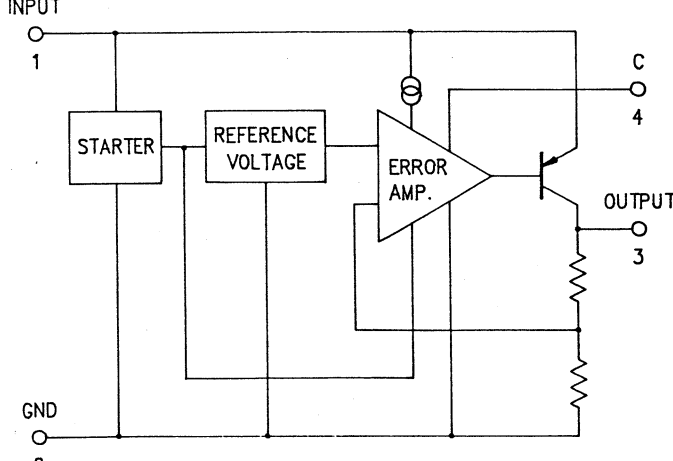 INPUT
1
C
4
STARTER
REFERENCE
VOLTAGE
ERROR
AMP.
OUTPUT
3
GND